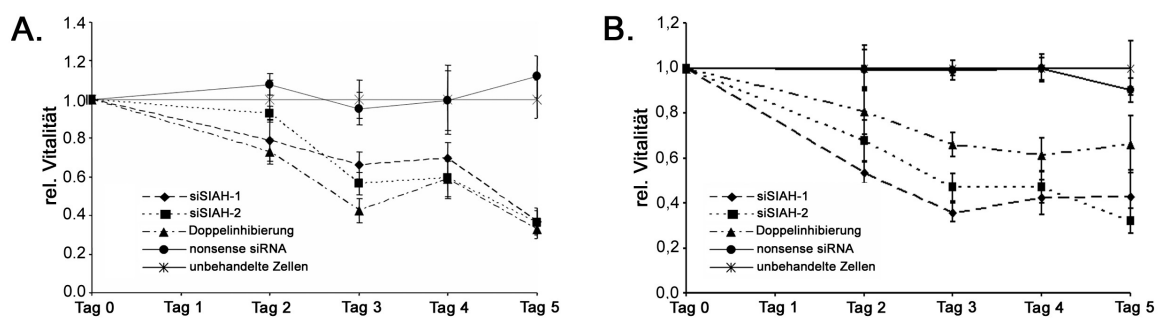 A.
rel. Vitalität
1.4
1.2
1.0
0.8
0.6
0.4
0.2
0.0
siSIAH-1
siSIAH-2
Doppelinhibierung
nonsense siRNA
unbehandelte Zellen
Tag 0 Tag 1 Tag 2 Tag 3 Tag 4 Tag 5
B.
rel. Vitalität
1,2
1,0
0,8
0,6
0,4
0,2
0,0
siSIAH-1
siSIAH-2
Doppelinhibierung
nonsense siRNA
unbehandelte Zellen
Tag 0 Tag 1 Tag 2 Tag 3 Tag 4 Tag 5